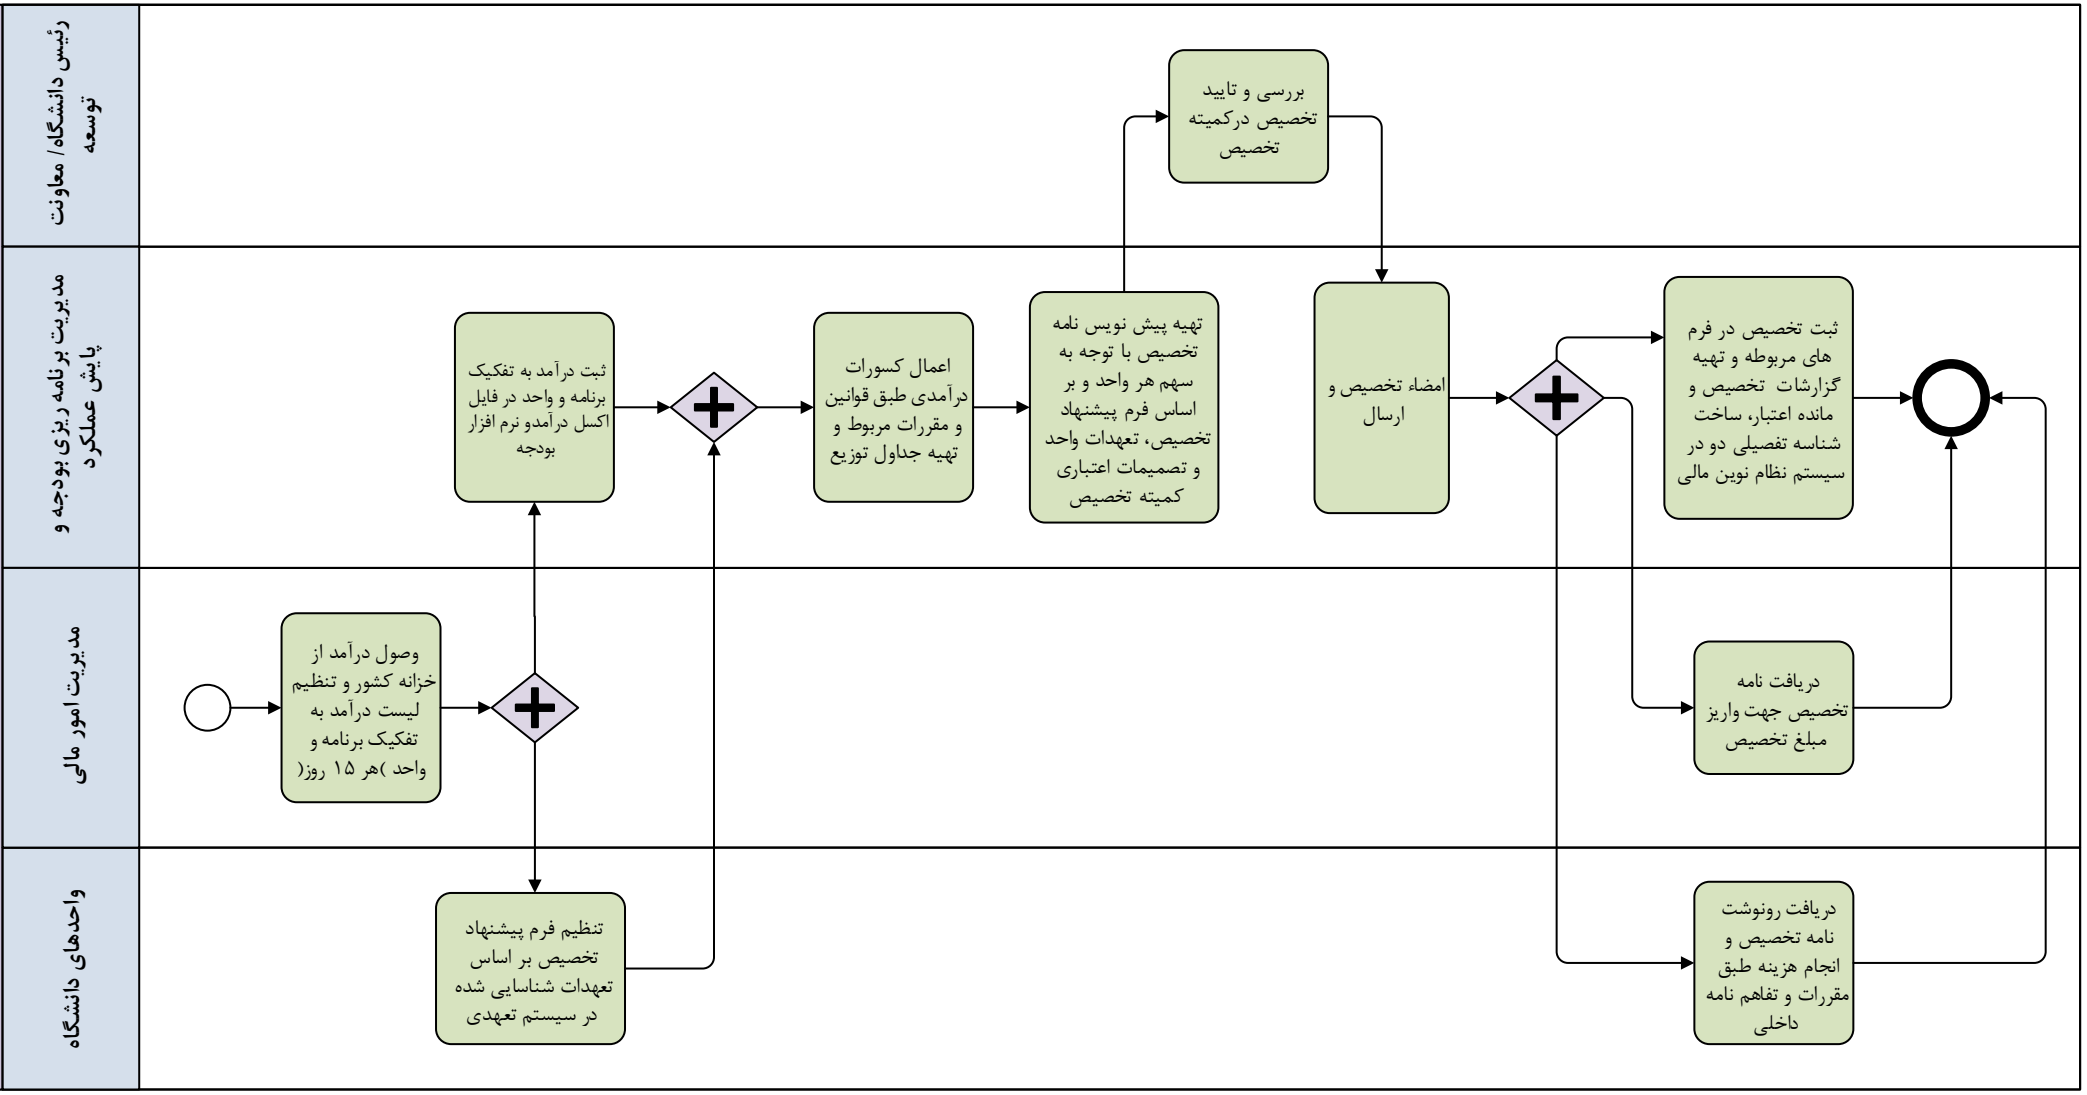 رئیس دانشگاه/ معاونت
توسعه
بررسی و تایید
تخصیص درکمیته
تخصیص
مدیریت برنامه ریزی بودجه و
پایش عملکرد
ثبت درآمد به تفکیک
برنامه و واحد در فایل
اکسل درآمدو نرم افزار
بودجه
اعمال کسورات
درآمدی طبق قوانین
و مقررات مربوط و
تهیه جداول توزیع
تهیه پیش نویس نامه
تخصیص با توجه به
سهم هر واحد و بر
اساس فرم پیشنهاد
تخصیص، تعهدات واحد
و تصمیمات اعتباری
کمیته تخصیص
امضاء تخصیص و
ارسال
ثبت تخصیص در فرم
های مربوطه و تهیه
گزارشات تخصیص و
مانده اعتبار، ساخت
شناسه تفصیلی دو در
سیستم نظام نوین مالی
مدیریت امور مالی
وصول درآمد از
خزانه کشور و تنظیم
لیست درآمد به
تفکیک برنامه و
واحد )هر ۱۵ روز(
دریافت نامه
تخصیص جهت واریز
مبلغ تخصیص
واحدهای دانشگاه
تنظیم فرم پیشنهاد
تخصیص بر اساس
تعهدات شناسایی شده
در سیستم تعهدی
دریافت رونوشت
نامه تخصیص و
انجام هزینه طبق
مقررات و تفاهم نامه
داخلی